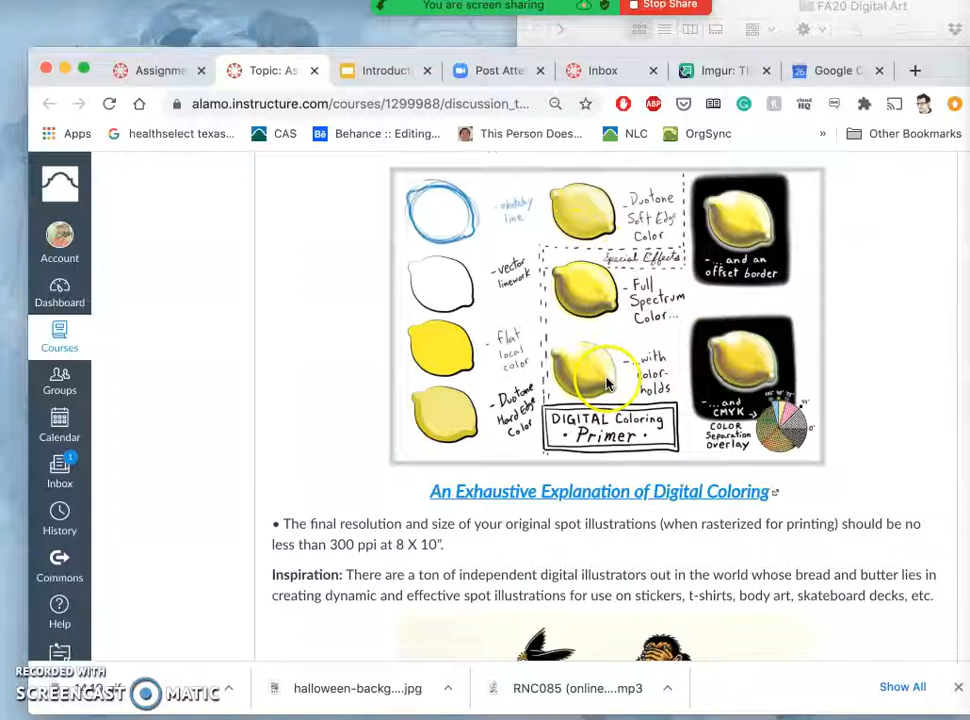 You are screen sharing
Stop Share
FA20 Digital Art
Assignme
Topic: As
Introduct
Post Atte
Inbox
Imgur: Th
26
Google C
alamo.instructure.com/courses/1299988/discussion_t...
ABP
cloud
HQ
Apps
healthselect texas...
CAS
Bē
Behance :: Editing...
This Person Does...
NLC
OrgSync
»
Other Bookmarks
Account
Dashboard
Courses
Groups
Calendar
1
Inbox
History
Commons
Help
- sketchy
line
- vector
linework
- flat
local
color
- Duotone
Hard Edge
Color
- Duotone
Soft Edge
Color
Special Effects
- Full
Spectrum
Color...
-...with
color-
holds
DIGITAL Coloring
• Primer •
-... and an
offset border
-... and
CMYK →
COLOR
Separation
overlay
An Exhaustive Explanation of Digital Coloring
• The final resolution and size of your original spot illustrations (when rasterized for printing) should be no
less than 300 ppi at 8 X 10”.
Inspiration: There are a ton of independent digital illustrators out in the world whose bread and butter lies in
creating dynamic and effective spot illustrations for use on stickers, t-shirts, body art, skateboard decks, etc.
RECORDED WITH
SCREENCAST MATIC
halloween-backg....jpg
RNC085 (online....mp3
Show All